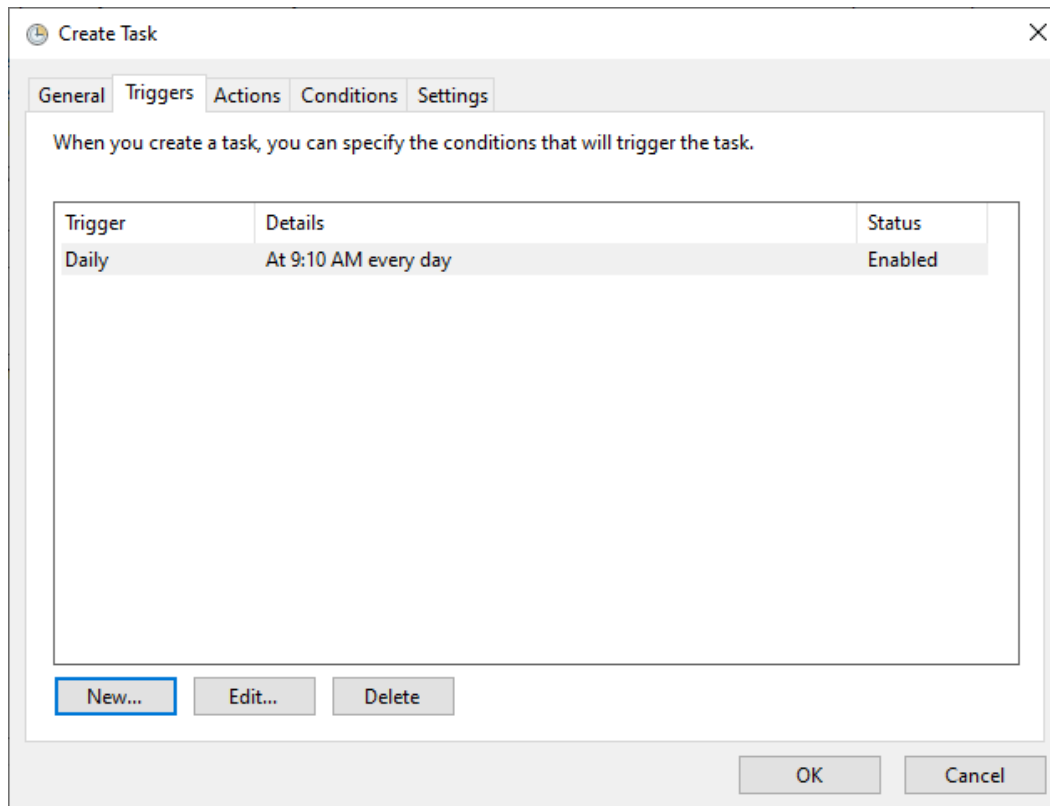 Create Task
General Triggers Actions Conditions Settings
When you create a task, you can specify the conditions that will trigger the task.
Trigger Details Status
Daily At 9:10 AM every day Enabled
New... Edit... Delete
OK Cancel